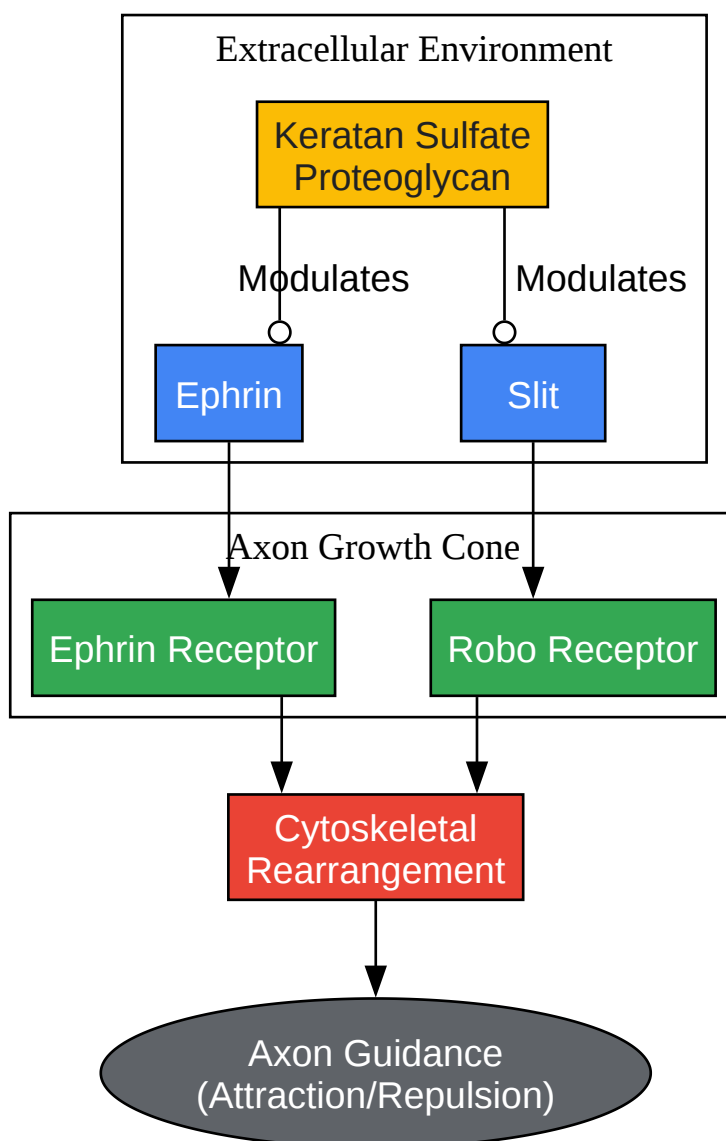 Extracellular Environment
Keratan Sulfate
Proteoglycan
Modulates
Modulates
Ephrin
Slit
Axon Growth Cone
Ephrin Receptor
Robo Receptor
Cytoskeletal
Rearrangement
Axon Guidance
(Attraction/Repulsion)